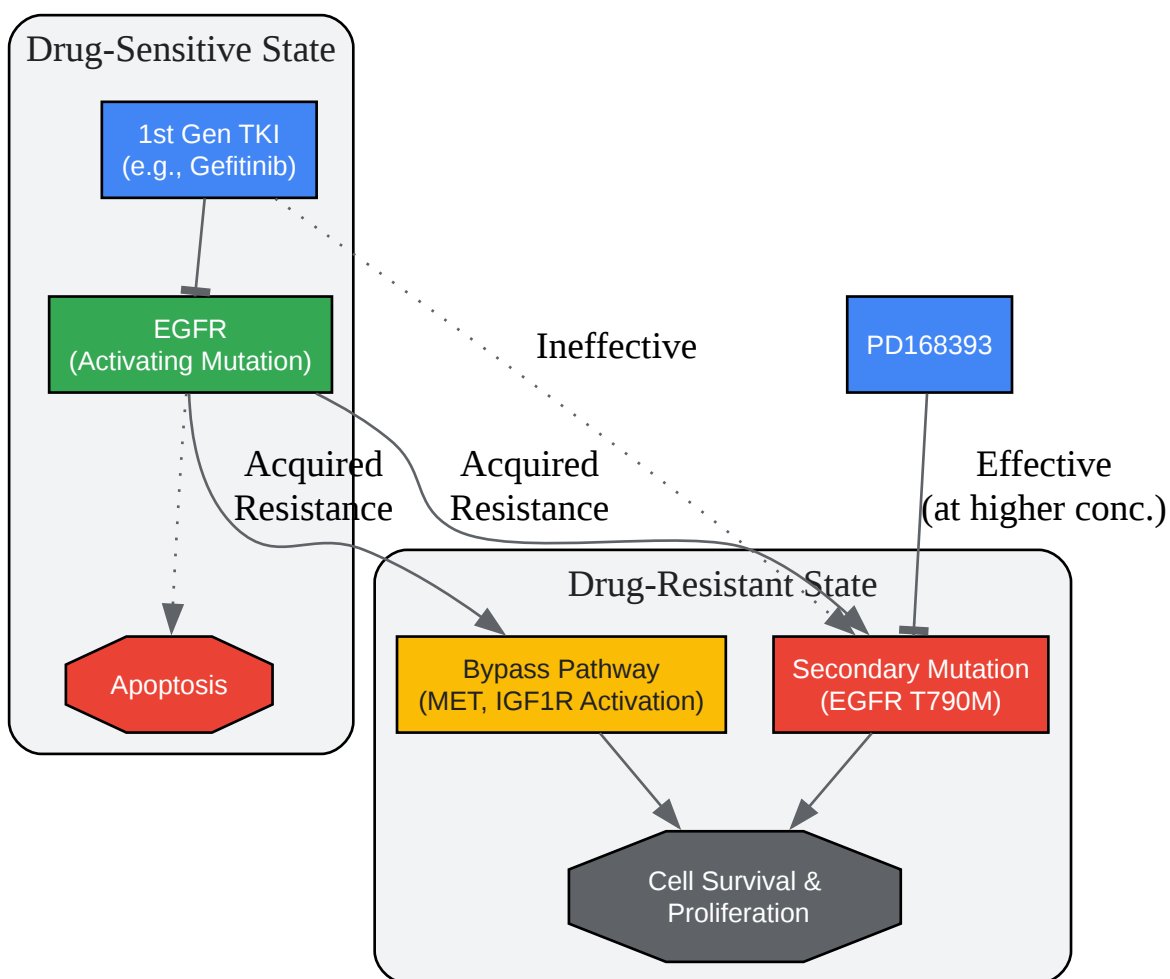 Drug-Sensitive State
1st Gen TKI
(e.g., Gefitinib)
EGFR
(Activating Mutation)
Ineffective
PD168393
Acquired
Resistance
Acquired
Resistance
Effective
(at higher conc.)
Drug-Resistant State
Apoptosis
Bypass Pathway
(MET, IGF1R Activation)
Secondary Mutation
(EGFR T790M)
Cell Survival &
Proliferation